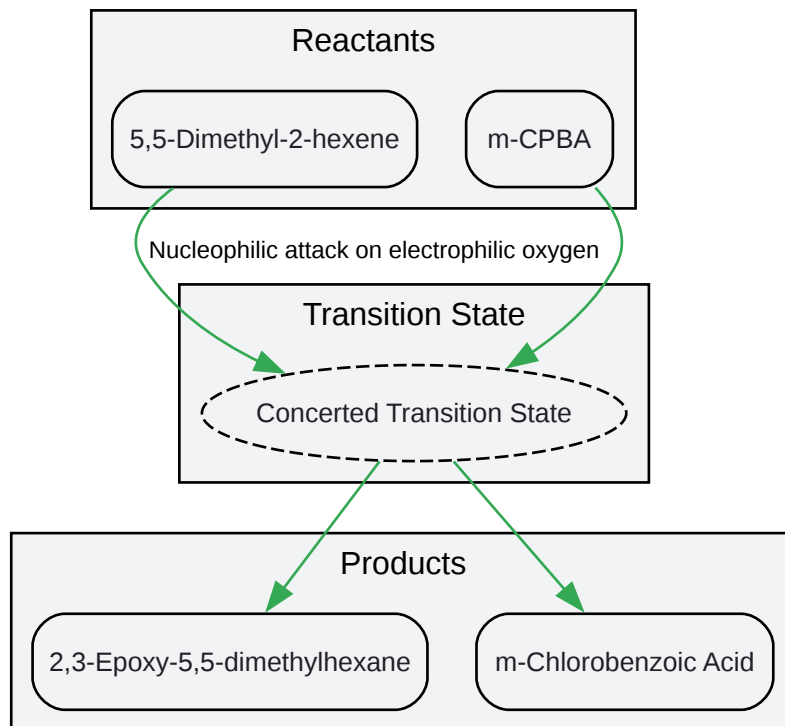 Reactants
5,5-Dimethyl-2-hexene
m-CPBA
Nucleophilic attack on electrophilic oxygen
Transition State
Concerted Transition State
Products
2,3-Epoxy-5,5-dimethylhexane
m-Chlorobenzoic Acid